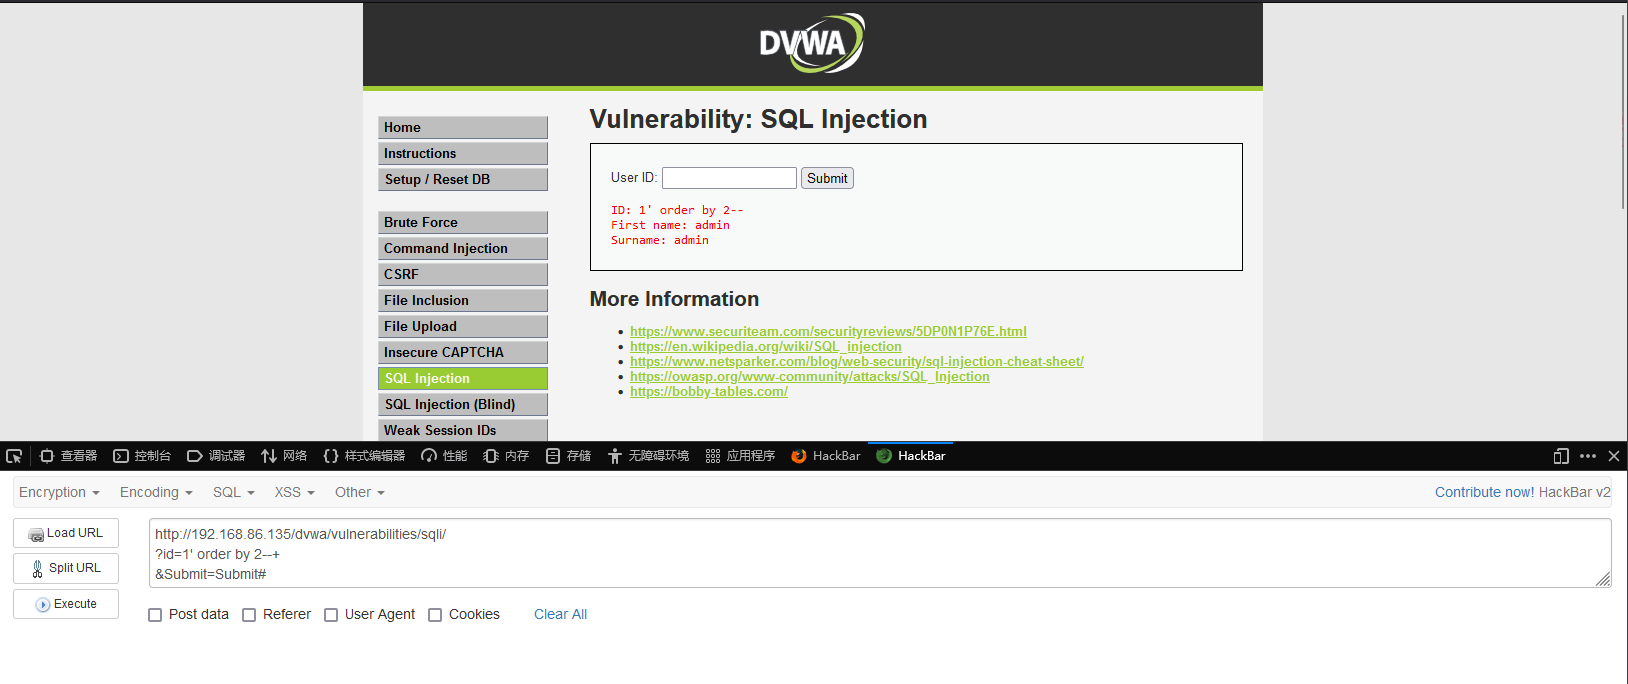 DVWA
Home
Instructions
Setup / Reset DB
Brute Force
Command Injection
CSRF
File Inclusion
File Upload
Insecure CAPTCHA
SQL Injection
SQL Injection (Blind)
Weak Session IDs
Vulnerability: SQL Injection
User ID: Submit
ID: 1' order by 2--
First name: admin
Surname: admin
More Information
https://www.securiteam.com/securityreviews/5DP0N1P76E.html
https://en.wikipedia.org/wiki/SQL_injection
https://www.netsparker.com/blog/web-security/sql-injection-cheat-sheet/
https://owasp.org/www-community/attacks/SQL_Injection
https://bobby-tables.com/
查看器 控制台 调试器 网络 样式编辑器 性能 内存 存储 无障碍环境 应用程序 HackBar HackBar
Encryption Encoding SQL XSS Other Contribute now! HackBar v2
Load URL
Split URL
Execute
http://192.168.86.135/dvwa/vulnerabilities/sqli/
?id=1' order by 2--+
&Submit=Submit#
Post data Referer User Agent Cookies Clear All